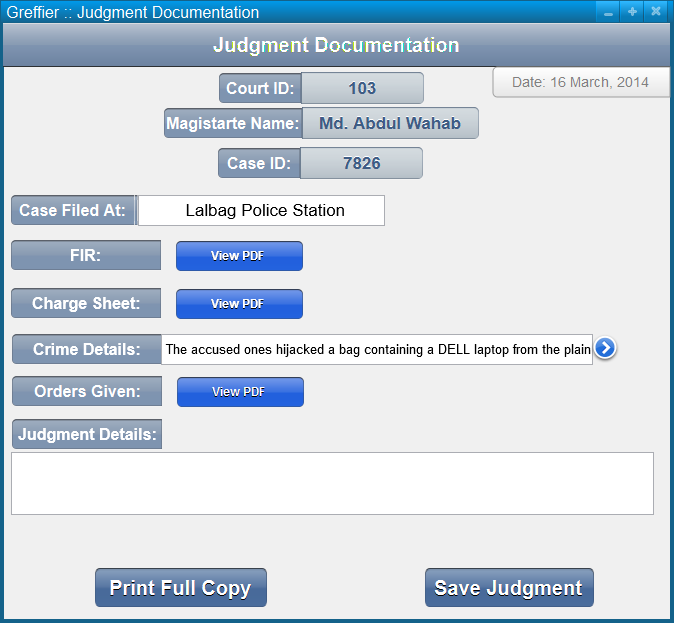 Greffier :: Judgment Documentation
Judgment Documentation
Date: 16 March, 2014
Court ID: 103
Magistarte Name: Md. Abdul Wahab
Case ID: 7826
Case Filed At: Lalbag Police Station
FIR: View PDF
Charge Sheet: View PDF
Crime Details: The accused ones hijacked a bag containing a DELL laptop from the plain
Orders Given: View PDF
Judgment Details:
Print Full Copy Save Judgment